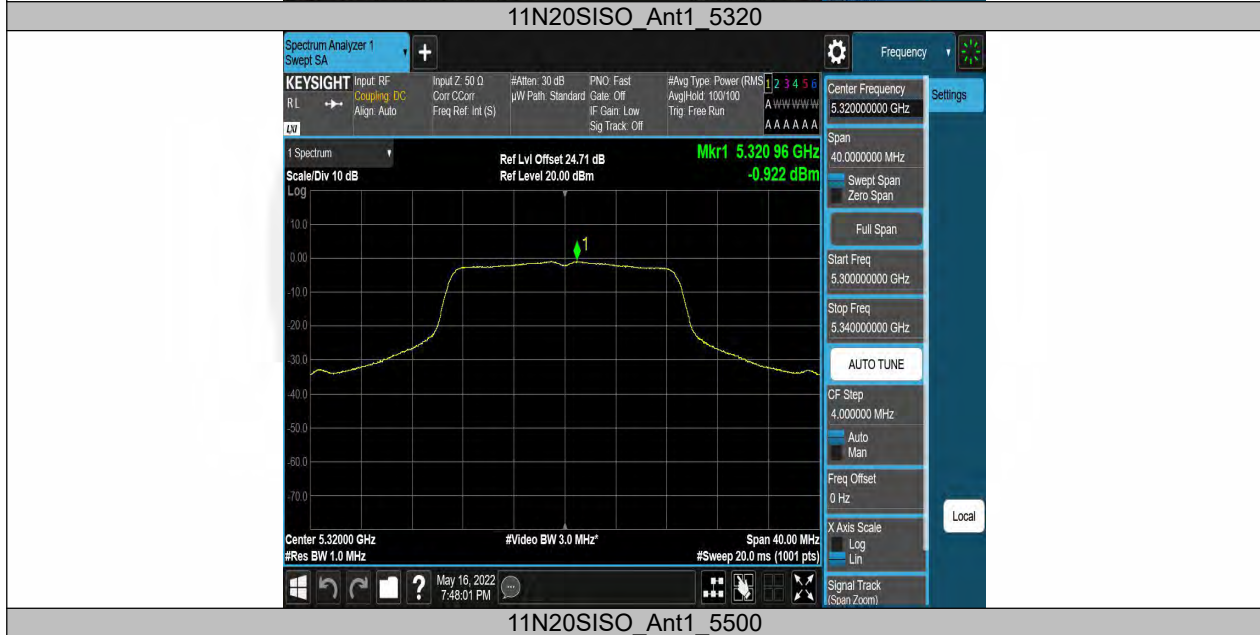 11N20SISO_Ant1_5320
Spectrum Analyzer 1
Swept SA
+
Frequency
KEYSIGHT
RL
LXI
Input: RF
Coupling: DC
Align: Auto
Input Z: 50 Ω
Corr CCorr
Freq Ref: Int (S)
#Atten: 30 dB
µW Path: Standard
PNO: Fast
Gate: Off
IF Gain: Low
Sig Track: Off
#Avg Type: Power (RMS
Avg|Hold: 100/100
Trig: Free Run
1 2 3 4 5 6
A W W W W W
A A A A A A
Center Frequency
5.320000000 GHz
Settings
Span
40.0000000 MHz
Swept Span
Zero Span
Full Span
Start Freq
5.300000000 GHz
Stop Freq
5.340000000 GHz
AUTO TUNE
CF Step
4.000000 MHz
Auto
Man
Freq Offset
0 Hz
X Axis Scale
Log
Lin
Local
Signal Track
(Span Zoom)
1 Spectrum
Scale/Div 10 dB
Log
Ref Lvl Offset 24.71 dB
Ref Level 20.00 dBm
Mkr1 5.320 96 GHz
-0.922 dBm
10.0
0.00
-10.0
-20.0
-30.0
-40.0
-50.0
-60.0
-70.0
1
Center 5.32000 GHz
#Res BW 1.0 MHz
#Video BW 3.0 MHz*
Span 40.00 MHz
#Sweep 20.0 ms (1001 pts)
?
May 16, 2022
7:48:01 PM
11N20SISO_Ant1_5500